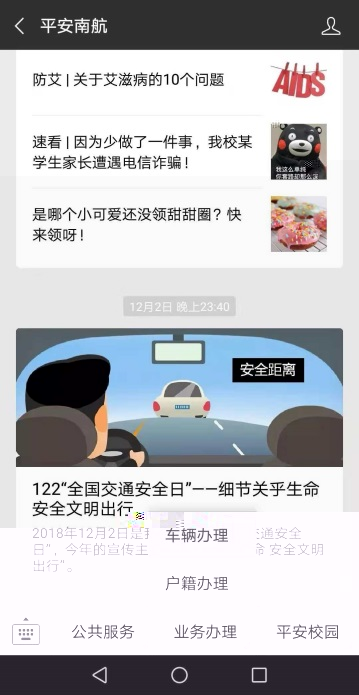 平安南航
防艾 | 关于艾滋病的10个问题
AIDS
速看 | 因为少做了一件事，我校某
学生家长遭遇电信诈骗！
我这么单纯
是哪个小可爱还没领甜甜圈？快
来领呀！
12月2日 晚上23:40
安全距离
122“全国交通安全日”——细节关乎生命
安全文明出行
2018年12月2日是
通安全
日”，今年的宣传主
命 安全文明
出行”。
车辆办理
户籍办理
公共服务
业务办理
平安校园